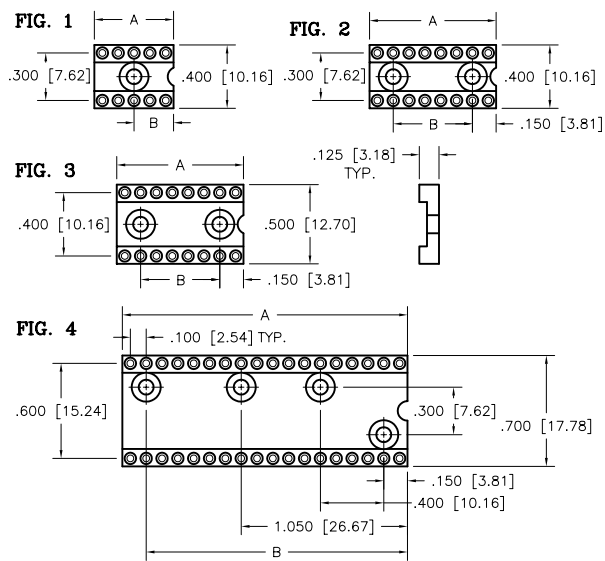 FIG. 1
A
.300 [7.62]
.400 [10.16]
B
FIG. 2
A
.300 [7.62]
.400 [10.16]
B
.150 [3.81]
FIG. 3
A
.400 [10.16]
.500 [12.70]
B
.150 [3.81]
.125 [3.18]
TYP.
FIG. 4
A
.100 [2.54] TYP.
.600 [15.24]
.300 [7.62]
.700 [17.78]
.150 [3.81]
.400 [10.16]
1.050 [26.67]
B